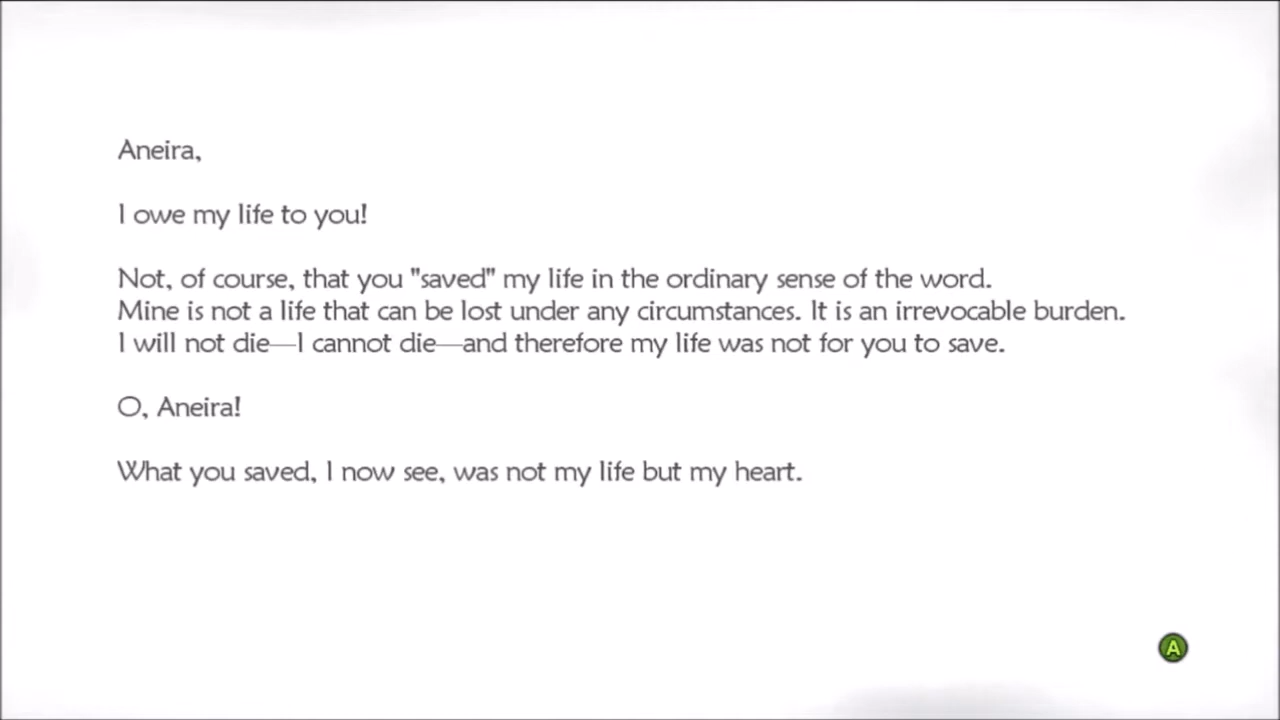 Aneira,
I owe my life to you!
Not, of course, that you "saved" my life in the ordinary sense of the word.
Mine is not a life that can be lost under any circumstances. It is an irrevocable burden.
I will not die—I cannot die—and therefore my life was not for you to save.
O, Aneira!
What you saved, I now see, was not my life but my heart.
A